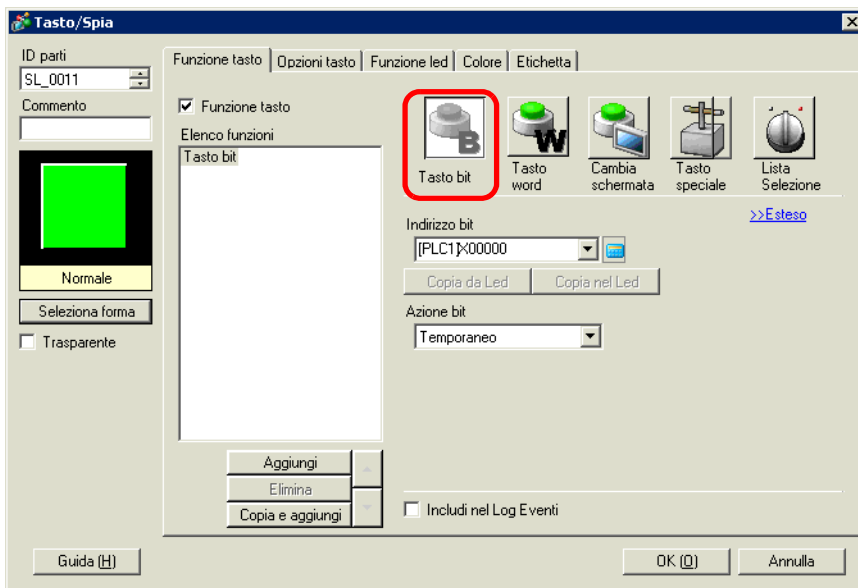 Tasto/Spia
ID parti
SL_0011
Commento
Normale
Seleziona forma
Trasparente
Funzione tasto
Opzioni tasto
Funzione led
Colore
Etichetta
Funzione tasto
Elenco funzioni
Tasto bit
Aggiungi
Elimina
Copia e aggiungi
B
Tasto bit
W
Tasto
word
Cambia
schermata
Tasto
speciale
Lista
Selezione
>>Esteso
Indirizzo bit
[PLC1]X00000
Copia da Led
Copia nel Led
Azione bit
Temporaneo
Includi nel Log Eventi
Guida (H)
OK (O)
Annulla